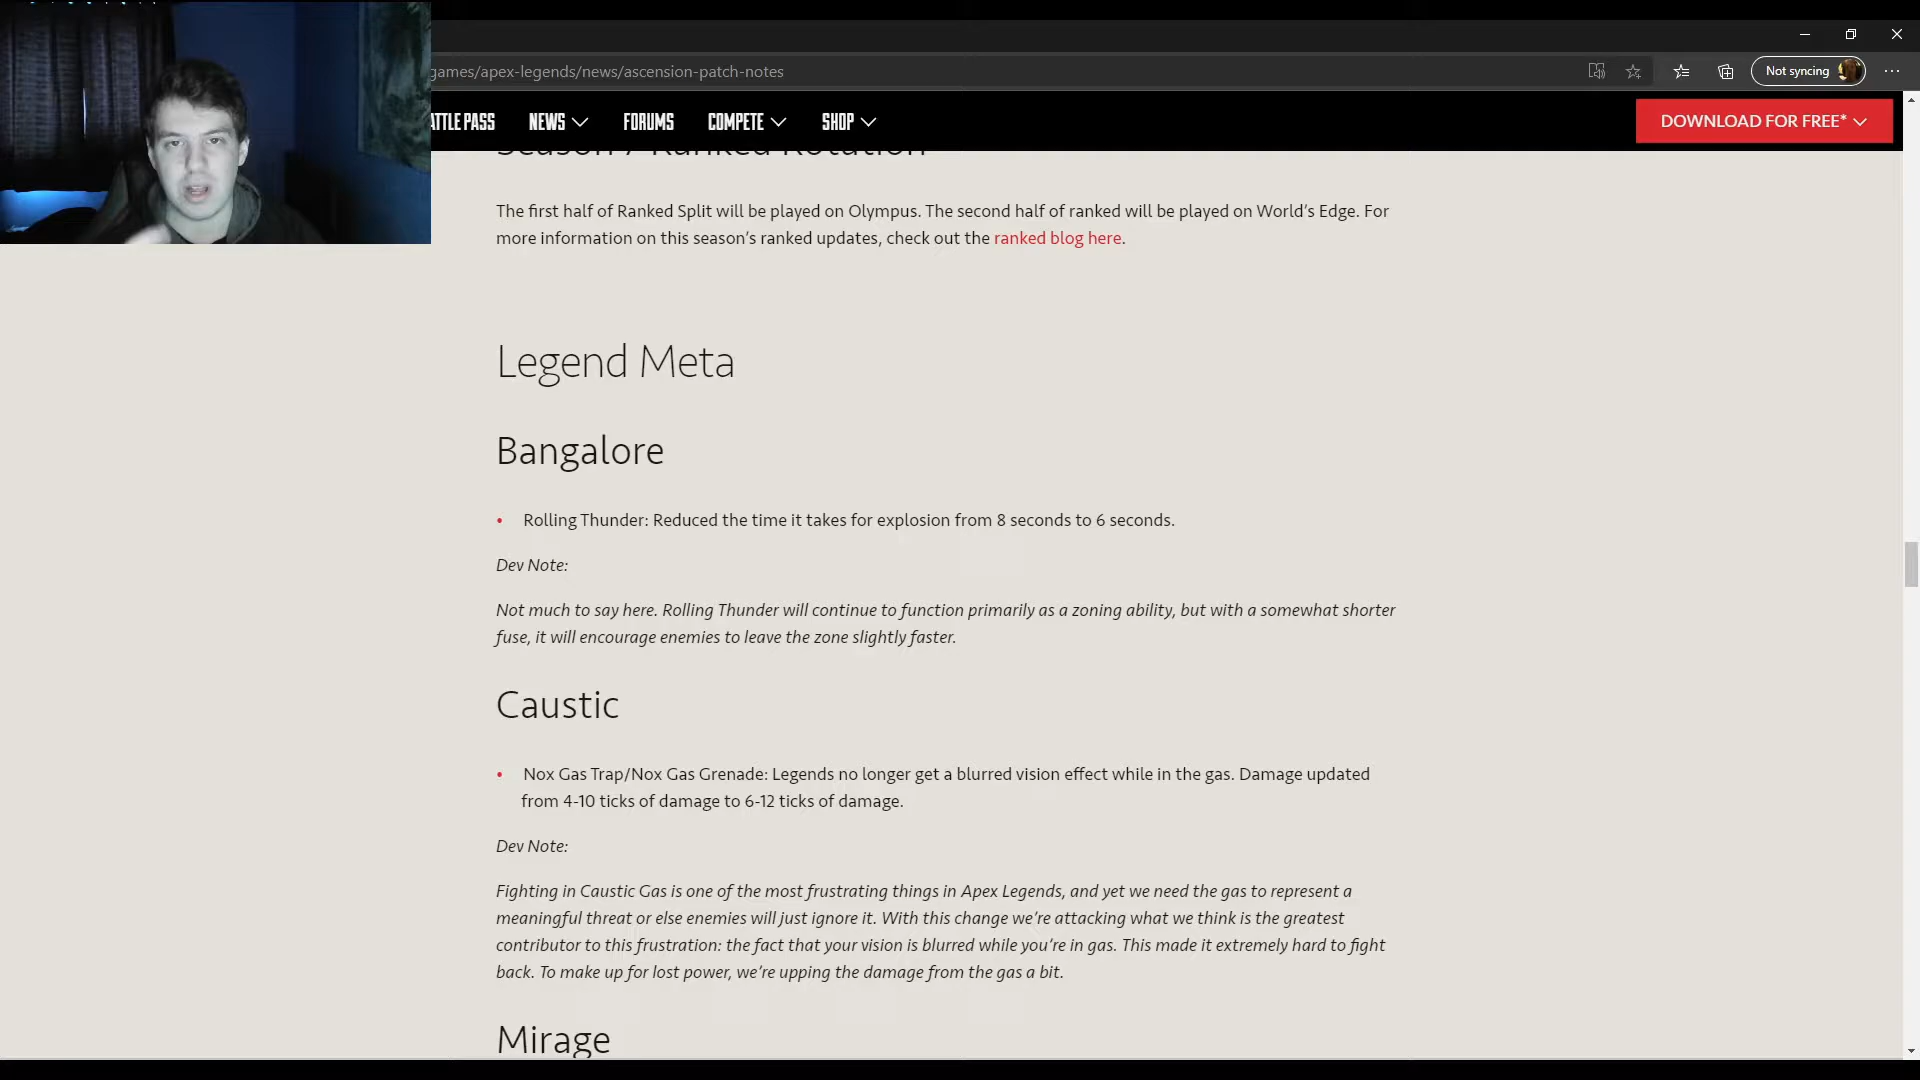 games/apex-legends/news/ascension-patch-notes
Not syncing
ATTLE PASS NEWS FORUMS COMPETE SHOP DOWNLOAD FOR FREE*
Season 7 Ranked Rotation
The first half of Ranked Split will be played on Olympus. The second half of ranked will be played on World's Edge. For
more information on this season's ranked updates, check out the ranked blog here.
Legend Meta
Bangalore
• Rolling Thunder: Reduced the time it takes for explosion from 8 seconds to 6 seconds.
Dev Note:
Not much to say here. Rolling Thunder will continue to function primarily as a zoning ability, but with a somewhat shorter
fuse, it will encourage enemies to leave the zone slightly faster.
Caustic
• Nox Gas Trap/Nox Gas Grenade: Legends no longer get a blurred vision effect while in the gas. Damage updated
from 4-10 ticks of damage to 6-12 ticks of damage.
Dev Note:
Fighting in Caustic Gas is one of the most frustrating things in Apex Legends, and yet we need the gas to represent a
meaningful threat or else enemies will just ignore it. With this change we're attacking what we think is the greatest
contributor to this frustration: the fact that your vision is blurred while you're in gas. This made it extremely hard to fight
back. To make up for lost power, we're upping the damage from the gas a bit.
Mirage